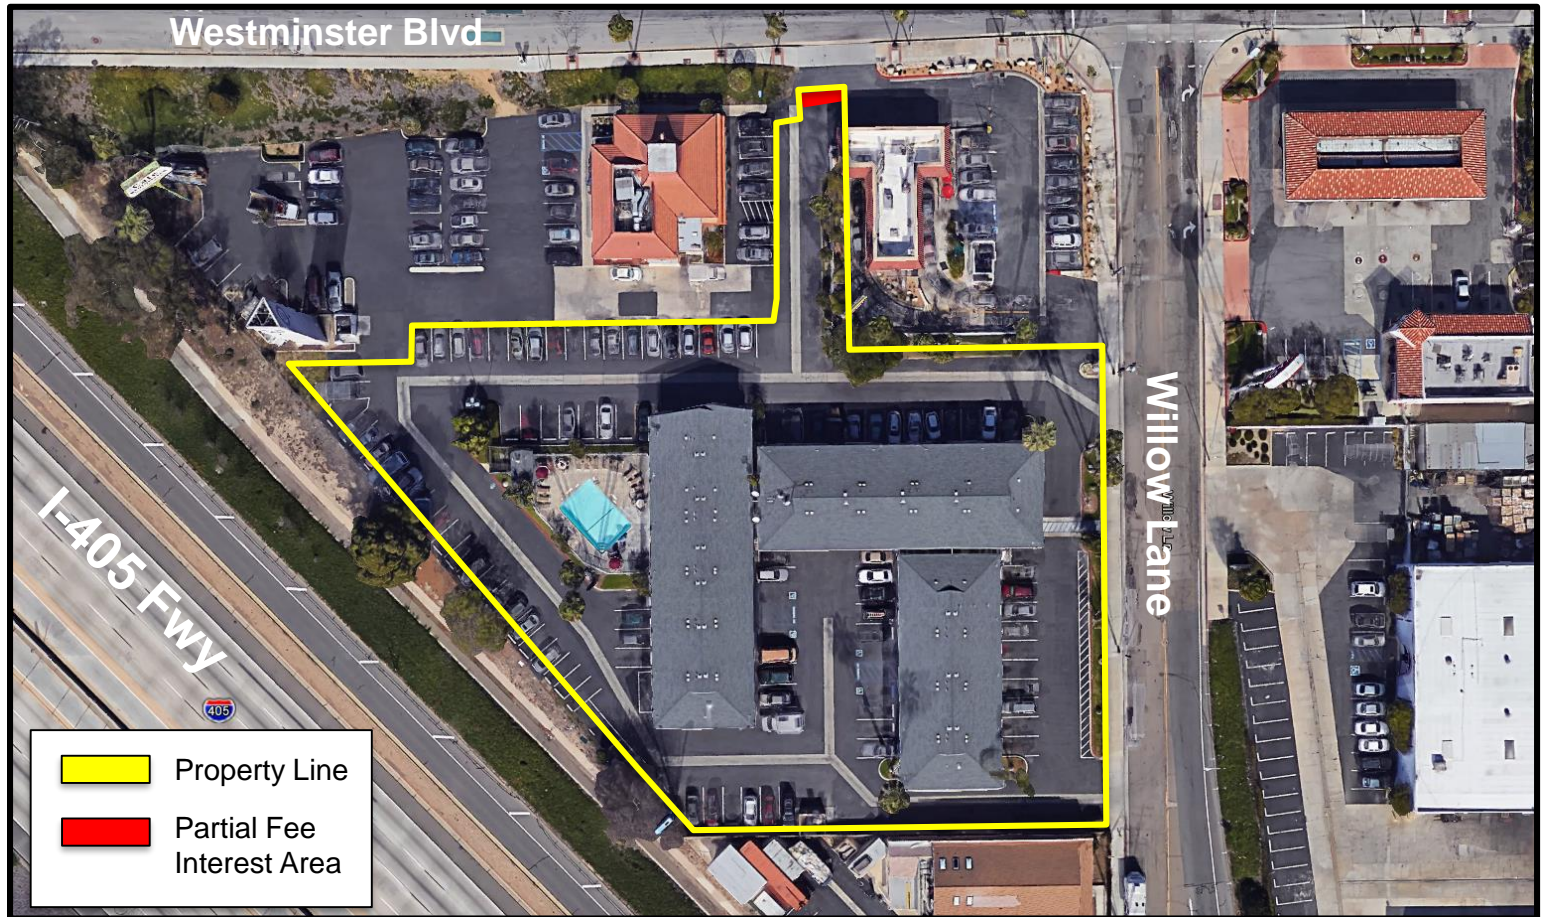 Westminster Blvd
Willow Lane
I-405 Fwy
405
Property Line
Partial Fee
Interest Area